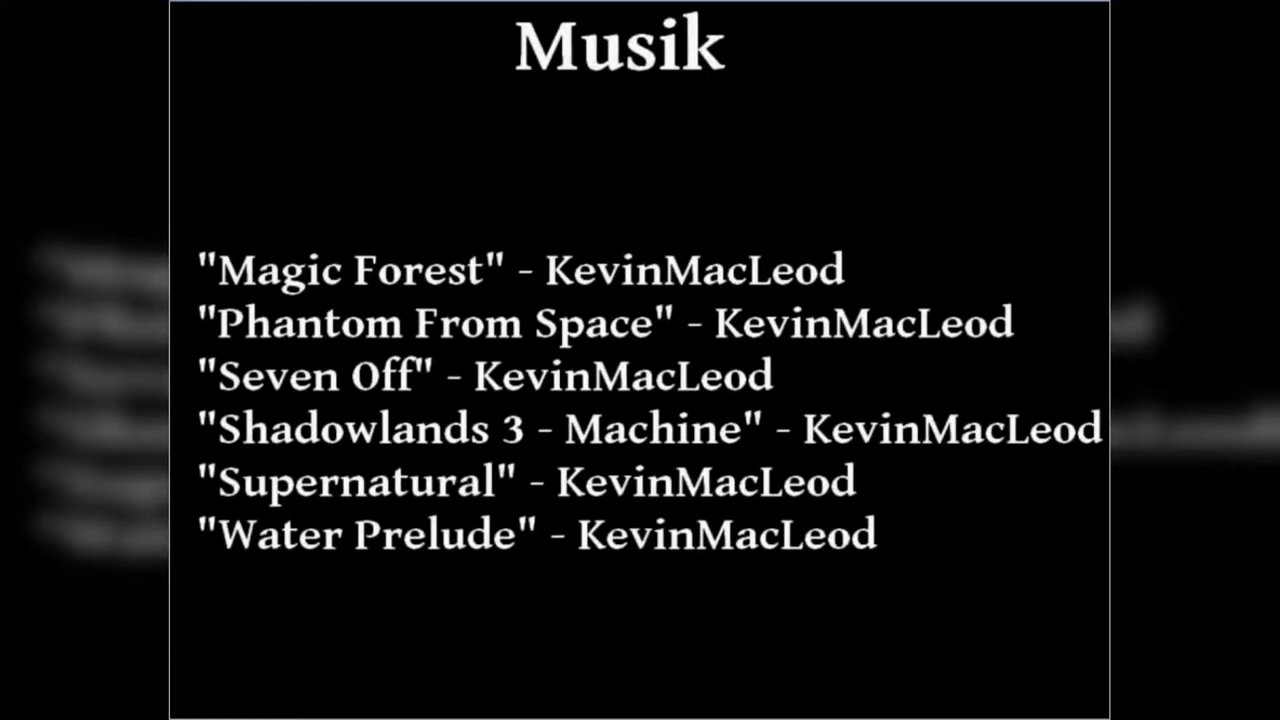 Musik
"Magic Forest" - KevinMacLeod
"Phantom From Space" - KevinMacLeod
"Seven Off" - KevinMacLeod
"Shadowlands 3 - Machine" - KevinMacLeod
"Supernatural" - KevinMacLeod
"Water Prelude" - KevinMacLeod